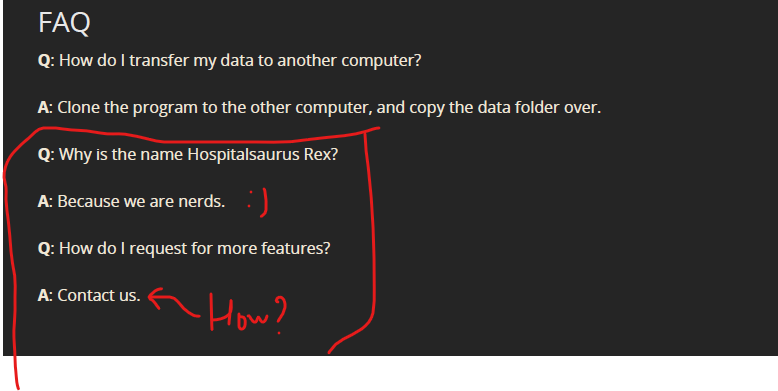 FAQ
Q: How do I transfer my data to another computer?
A: Clone the program to the other computer, and copy the data folder over.
Q: Why is the name Hospitalsaurus Rex?
A: Because we are nerds. :)
Q: How do I request for more features?
A: Contact us.
How?